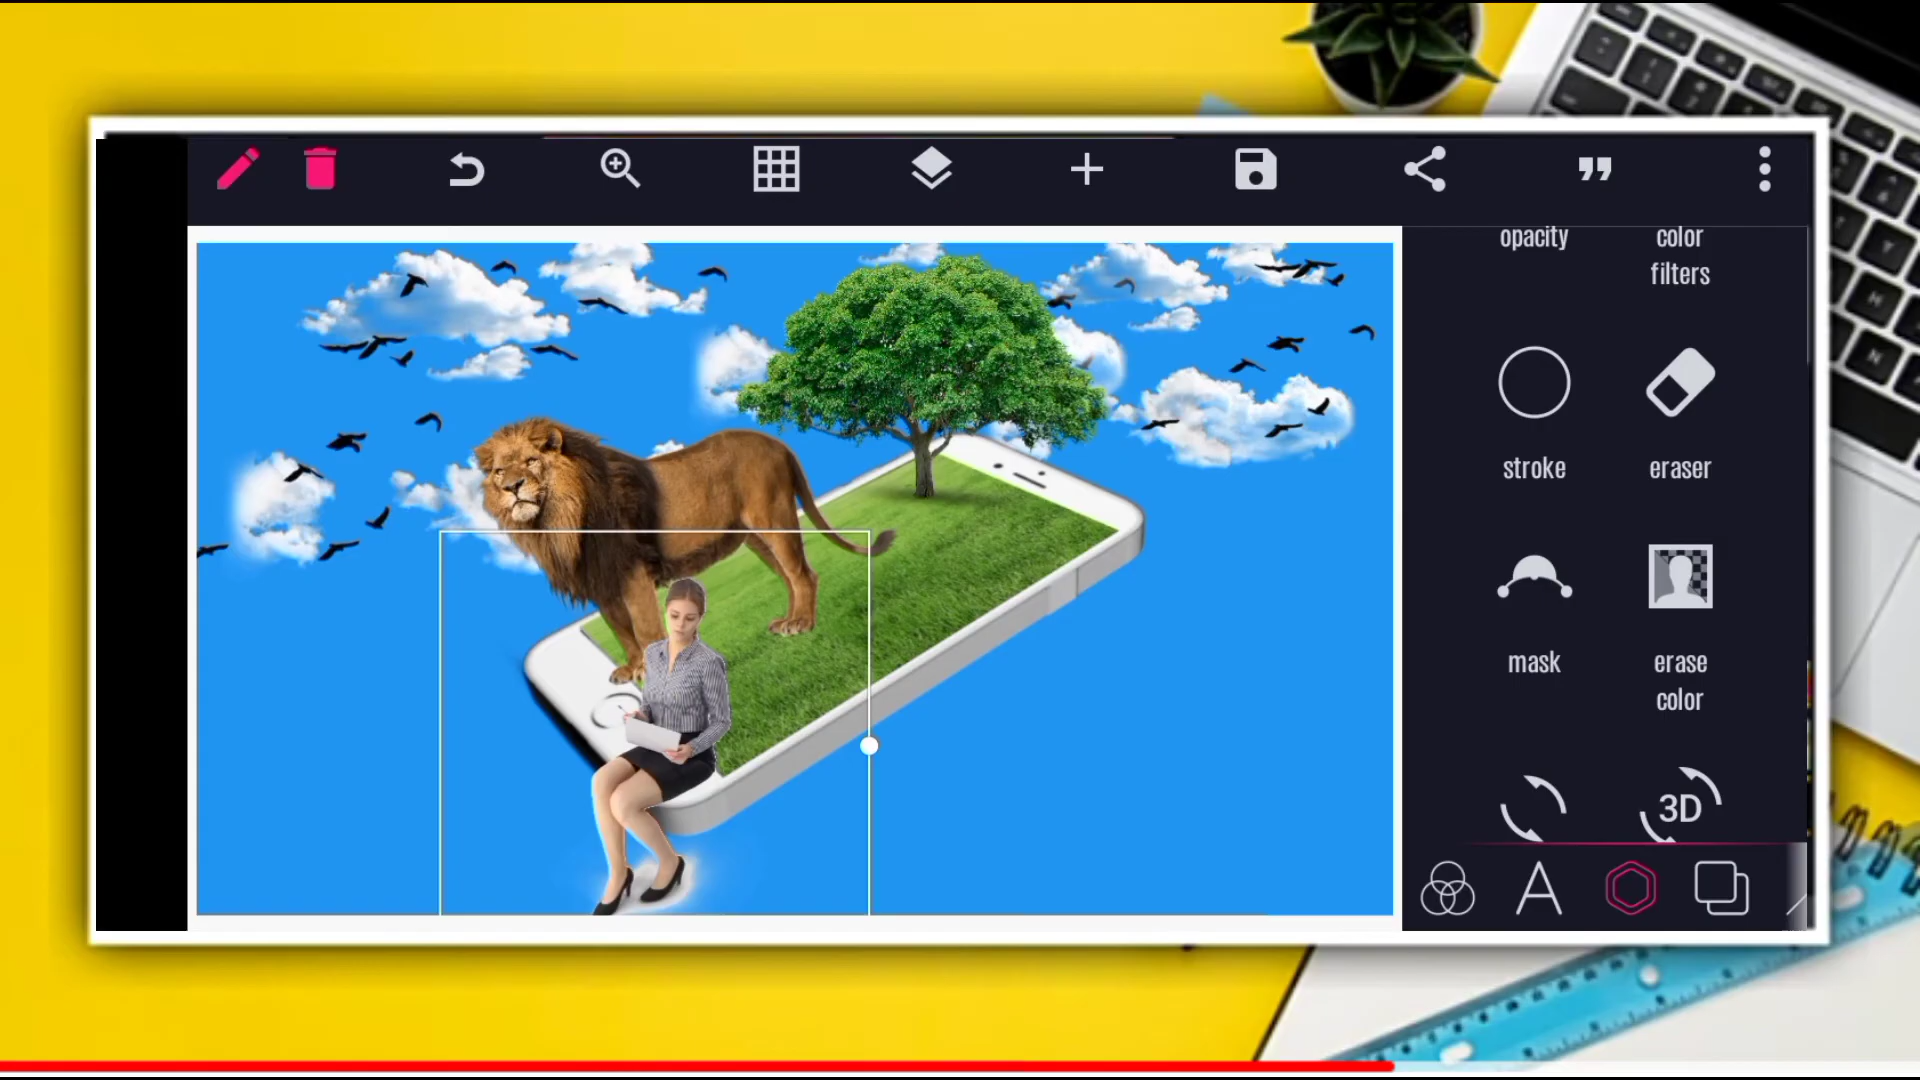 opacity
color
filters
stroke
eraser
mask
erase
color
3D